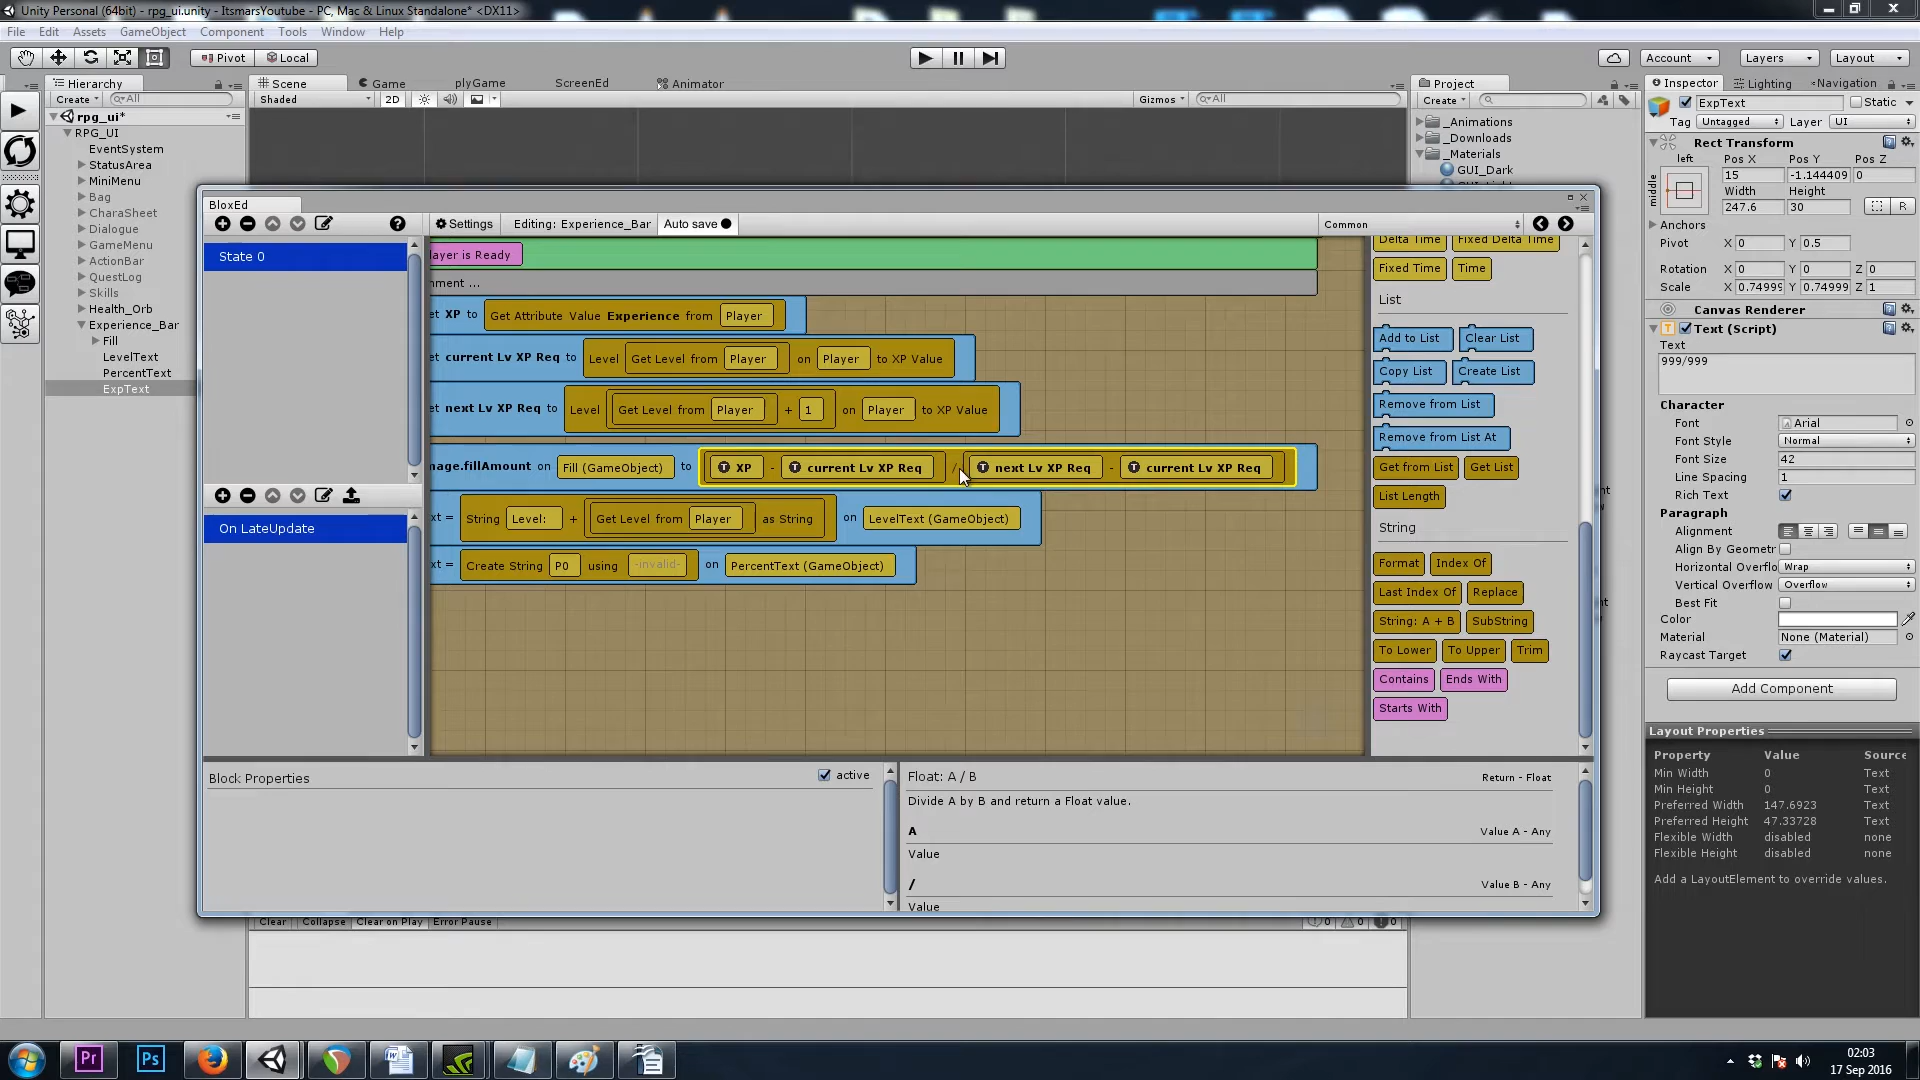 Unity Personal (64bit) - rpg_ui.unity - ItsmarsYoutube - PC, Mac & Linux Standalone* <DX11>
File Edit Assets GameObject Component Tools Window Help
Pivot Local Account Layers Layout
Hierarchy
Create All
rpg_ui*
RPG_UI
EventSystem
StatusArea
MiniMenu
Bag
CharaSheet
Dialogue
GameMenu
ActionBar
QuestLog
Skills
Health_Orb
Experience_Bar
Fill
LevelText
PercentText
ExpText
Scene Game plyGame ScreenEd Animator
Shaded 2D Gizmos All
Project
Create
_Animations
_Downloads
_Materials
GUI_Dark
BloxEd
Settings Editing: Experience_Bar Auto save Common
State 0
On LateUpdate
layer is Ready
mment ...
et XP to Get Attribute Value Experience from Player
et current Lv XP Req to Level Get Level from Player on Player to XP Value
et next Lv XP Req to Level Get Level from Player + 1 on Player to XP Value
mage.fillAmount on Fill (GameObject) to T XP - T current Lv XP Req / T next Lv XP Req - T current Lv XP Req
xt = String Level: + Get Level from Player as String on LevelText (GameObject)
xt = Create String P0 using -invalid- on PercentText (GameObject)
Delta Time Fixed Delta Time
Fixed Time Time
List
Add to List Clear List
Copy List Create List
Remove from List
Remove from List At
Get from List Get List
List Length
String
Format Index Of
Last Index Of Replace
String: A + B SubString
To Lower To Upper Trim
Contains Ends With
Starts With
Block Properties active
Float: A / B Return - Float
Divide A by B and return a Float value.
A Value A - Any
Value
/ Value B - Any
Value
Clear Collapse Clear on Play Error Pause 0 0 0
Inspector Lighting Navigation
ExpText Static
Tag Untagged Layer UI
Rect Transform
left Pos X Pos Y Pos Z
middle 15 -1.144409 0
Width Height
247.6 30 R
Anchors
Pivot X 0 Y 0.5
Rotation X 0 Y 0 Z 0
Scale X 0.74999 Y 0.74999 Z 1
Canvas Renderer
Text (Script)
Text
999/999
Character
Font Arial
Font Style Normal
Font Size 42
Line Spacing 1
Rich Text
Paragraph
Alignment
Align By Geometr
Horizontal Overflo Wrap
Vertical Overflow Overflow
Best Fit
Color
Material None (Material)
Raycast Target
Add Component
Layout Properties
Property Value Source
Min Width 0 Text
Min Height 0 Text
Preferred Width 147.6923 Text
Preferred Height 47.33728 Text
Flexible Width disabled none
Flexible Height disabled none
Add a LayoutElement to override values.
Pr Ps W
02:03
17 Sep 2016